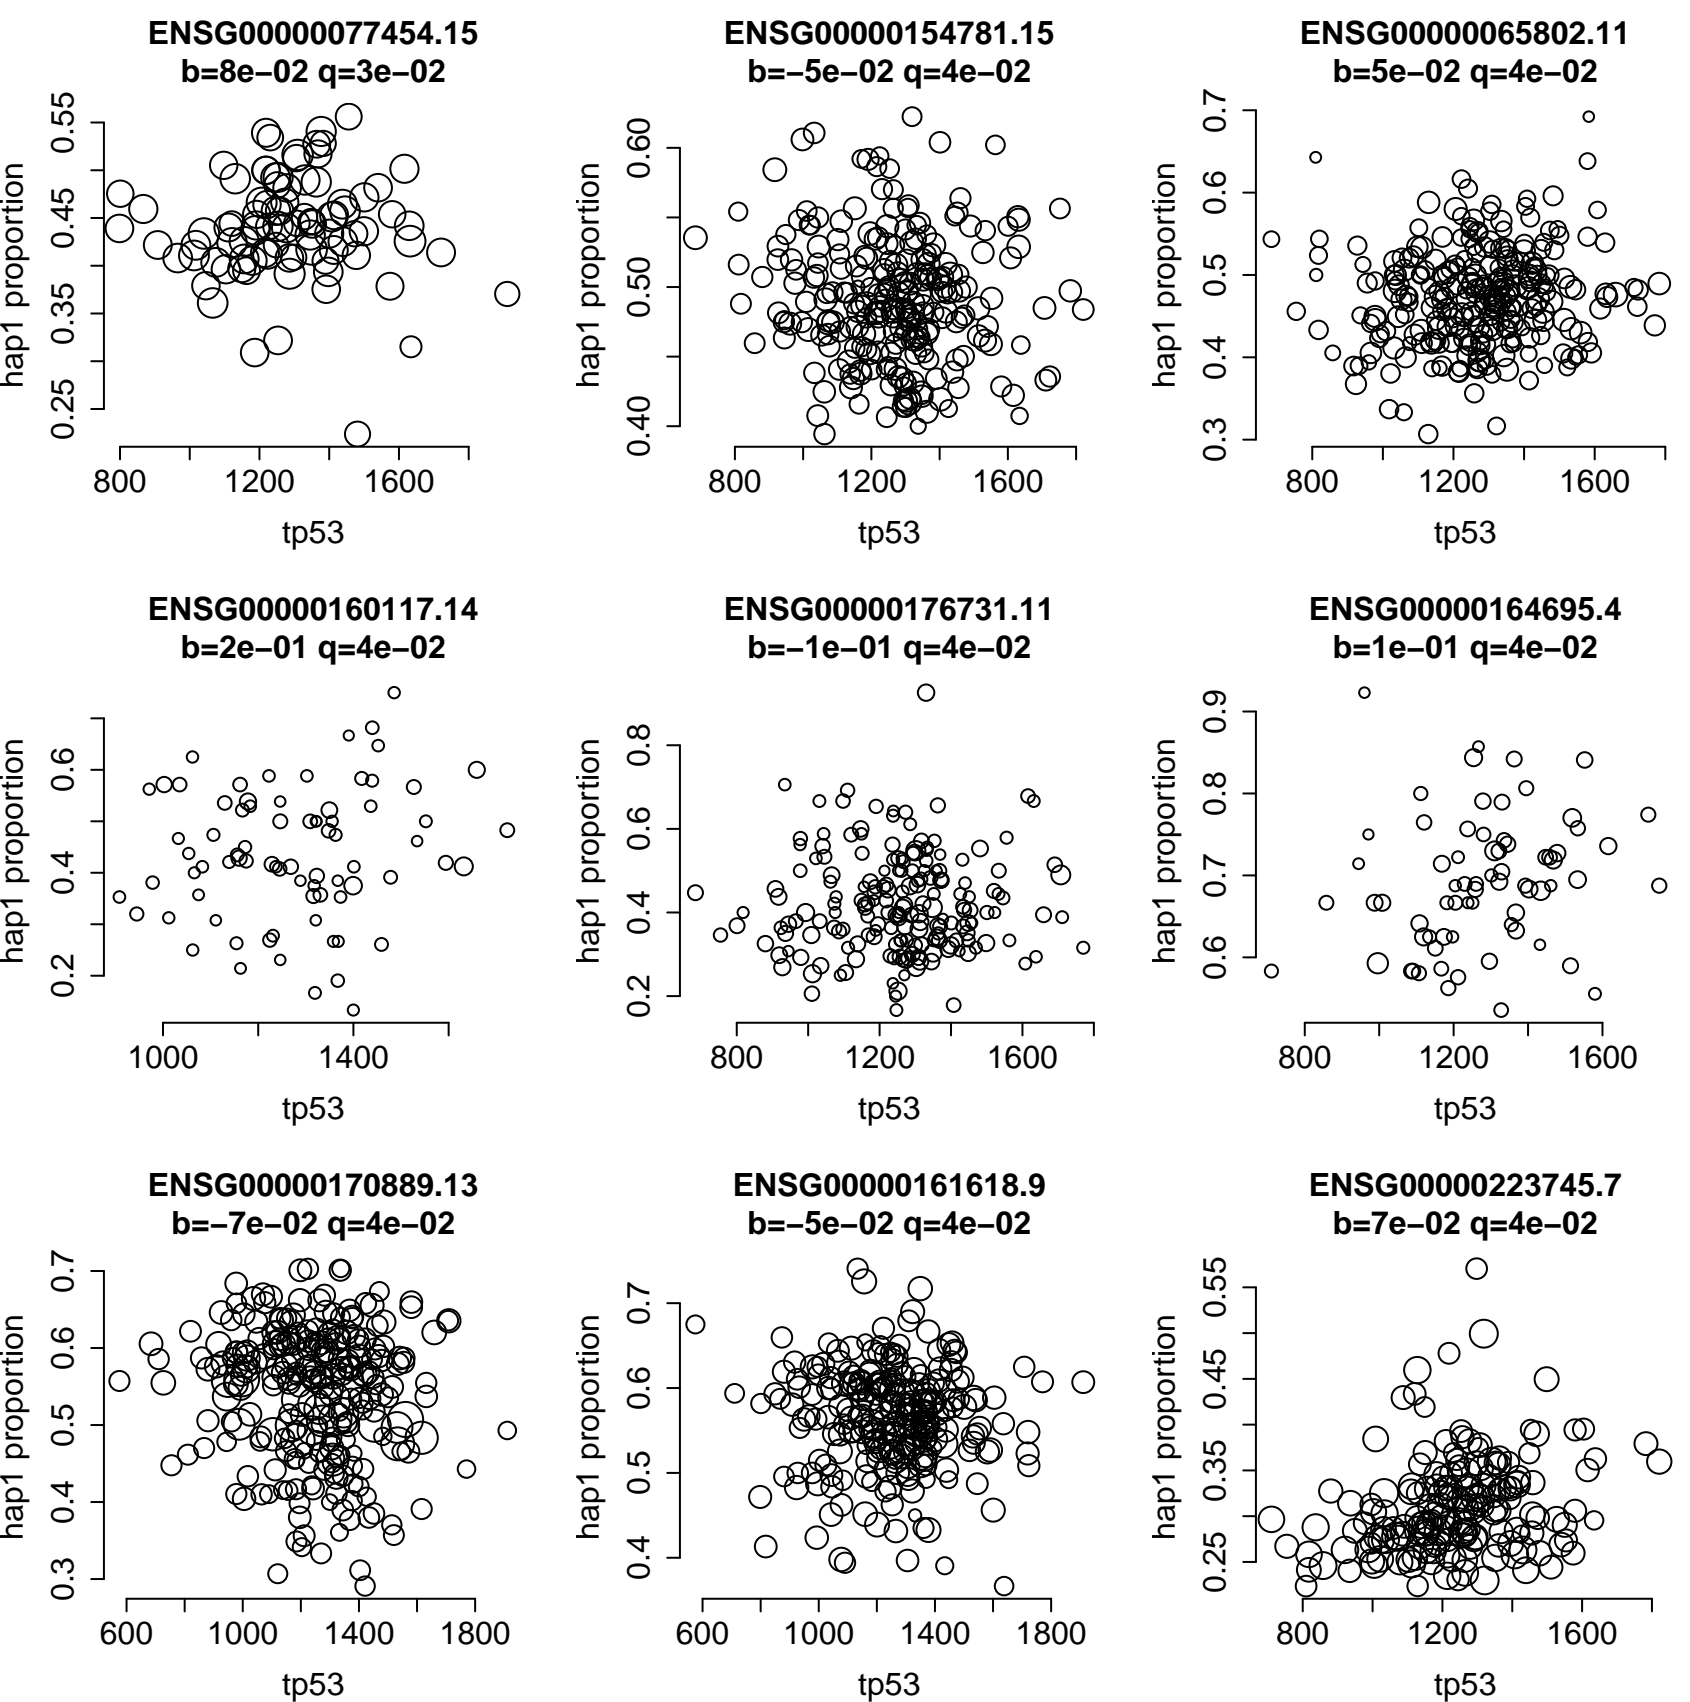 ENSG00000077454.15
b=8e−02 q=3e−02
hap1 proportion
0.25 0.35 0.45 0.55
800 1200 1600
tp53
ENSG00000154781.15
b=−5e−02 q=4e−02
hap1 proportion
0.40 0.50 0.60
800 1200 1600
tp53
ENSG00000065802.11
b=5e−02 q=4e−02
hap1 proportion
0.3 0.4 0.5 0.6 0.7
800 1200 1600
tp53
ENSG00000160117.14
b=2e−01 q=4e−02
hap1 proportion
0.2 0.4 0.6
1000 1400
tp53
ENSG00000176731.11
b=−1e−01 q=4e−02
hap1 proportion
0.2 0.4 0.6 0.8
800 1200 1600
tp53
ENSG00000164695.4
b=1e−01 q=4e−02
hap1 proportion
0.6 0.7 0.8 0.9
800 1200 1600
tp53
ENSG00000170889.13
b=−7e−02 q=4e−02
hap1 proportion
0.3 0.4 0.5 0.6 0.7
600 1000 1400 1800
tp53
ENSG00000161618.9
b=−5e−02 q=4e−02
hap1 proportion
0.4 0.5 0.6 0.7
600 1000 1400 1800
tp53
ENSG00000223745.7
b=7e−02 q=4e−02
hap1 proportion
0.25 0.35 0.45 0.55
800 1200 1600
tp53